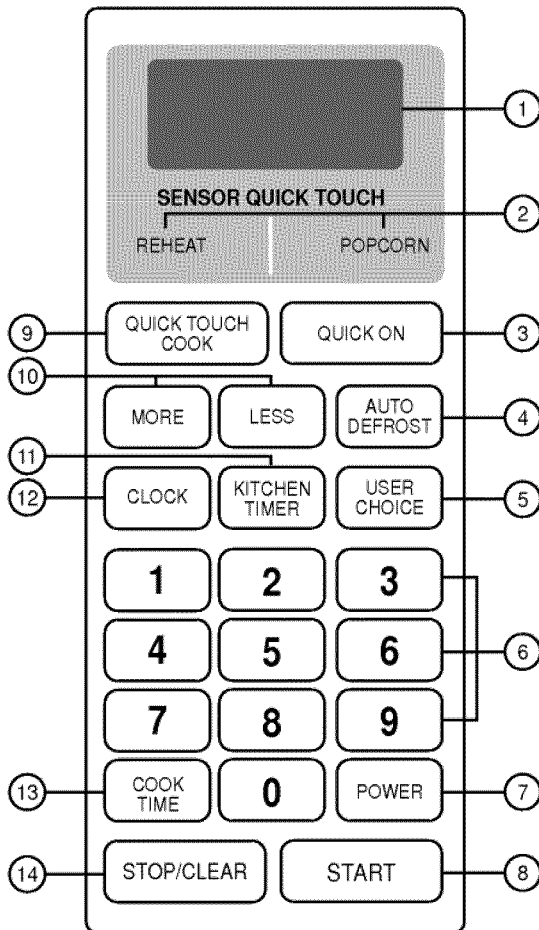 1
SENSOR QUICK TOUCH
2
REHEAT POPCORN
9
QUICK TOUCH
COOK
QUICK ON
3
10
MORE
LESS
AUTO
DEFROST
4
11
12
CLOCK
KITCHEN
TIMER
USER
CHOICE
5
1 2 3
4 5 6
6
7 8 9
13
COOK
TIME
0
POWER
7
14
STOP/CLEAR
START
8